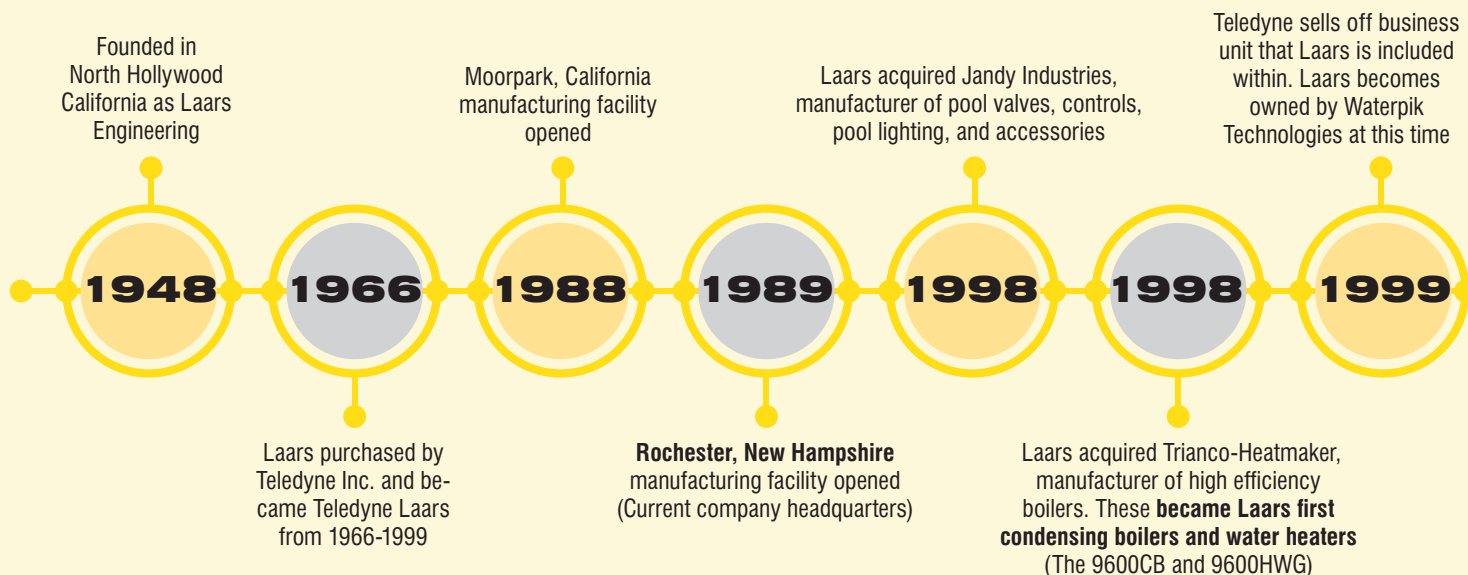 Founded in
North Hollywood
California as Laars
Engineering
1948
1966
Laars purchased by
Teledyne Inc. and be-
came Teledyne Laars
from 1966-1999
Moorpark, California
manufacturing facility
opened
1988
1989
Rochester, New Hampshire
manufacturing facility opened
(Current company headquarters)
Laars acquired Jandy Industries,
manufacturer of pool valves, controls,
pool lighting, and accessories
1998
1998
Laars acquired Trianco-Heatmaker,
manufacturer of high efficiency
boilers. These became Laars first
condensing boilers and water heaters
(The 9600CB and 9600HWG)
Teledyne sells off business
unit that Laars is included
within. Laars becomes
owned by Waterpik
Technologies at this time
1999